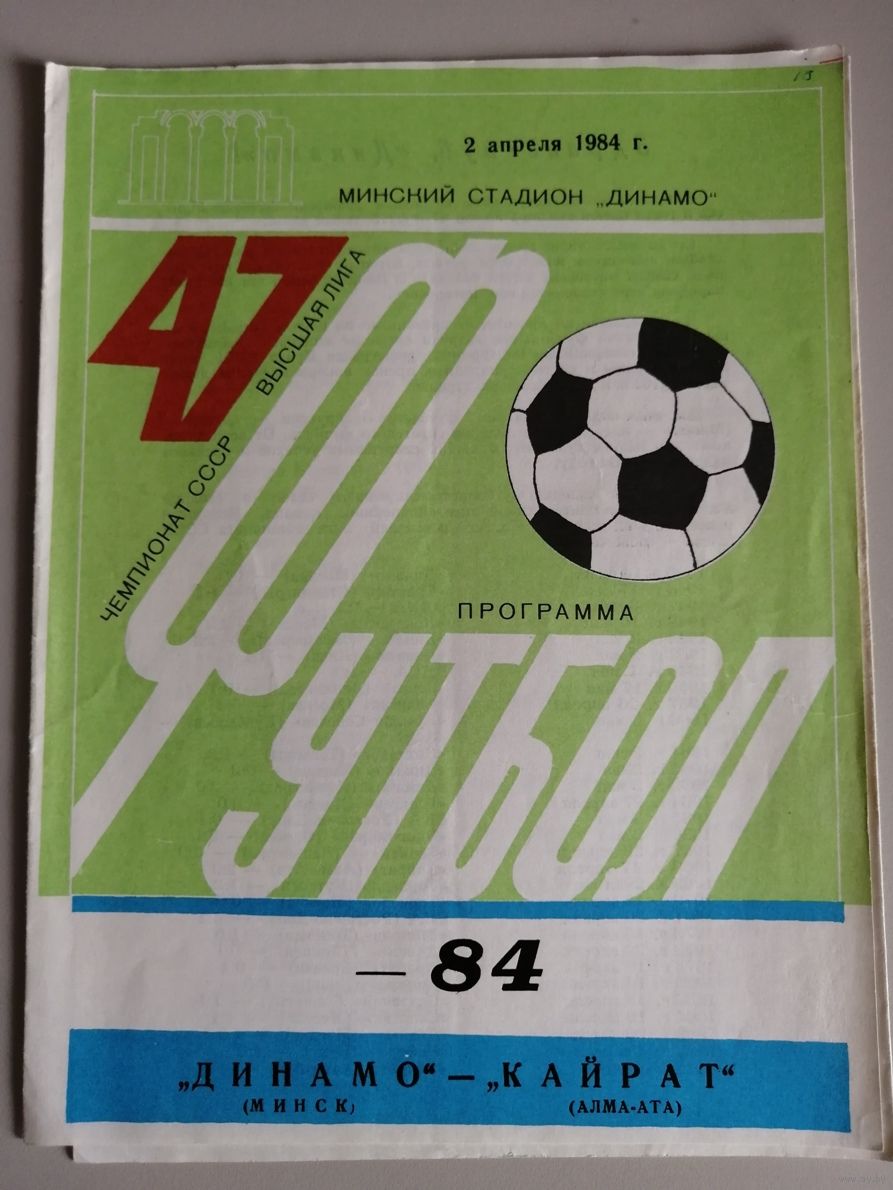 2 апреля 1984 г.
МИНСКИЙ СТАДИОН „ДИНАМО“
47
ЧЕМПИОНАТ СССР ВЫСШАЯ ЛИГА
ПРОГРАММА
ФУТБОЛ
— 84
„ДИНАМО“ — „КАЙРАТ“
(МИНСК) (АЛМА-АТА)